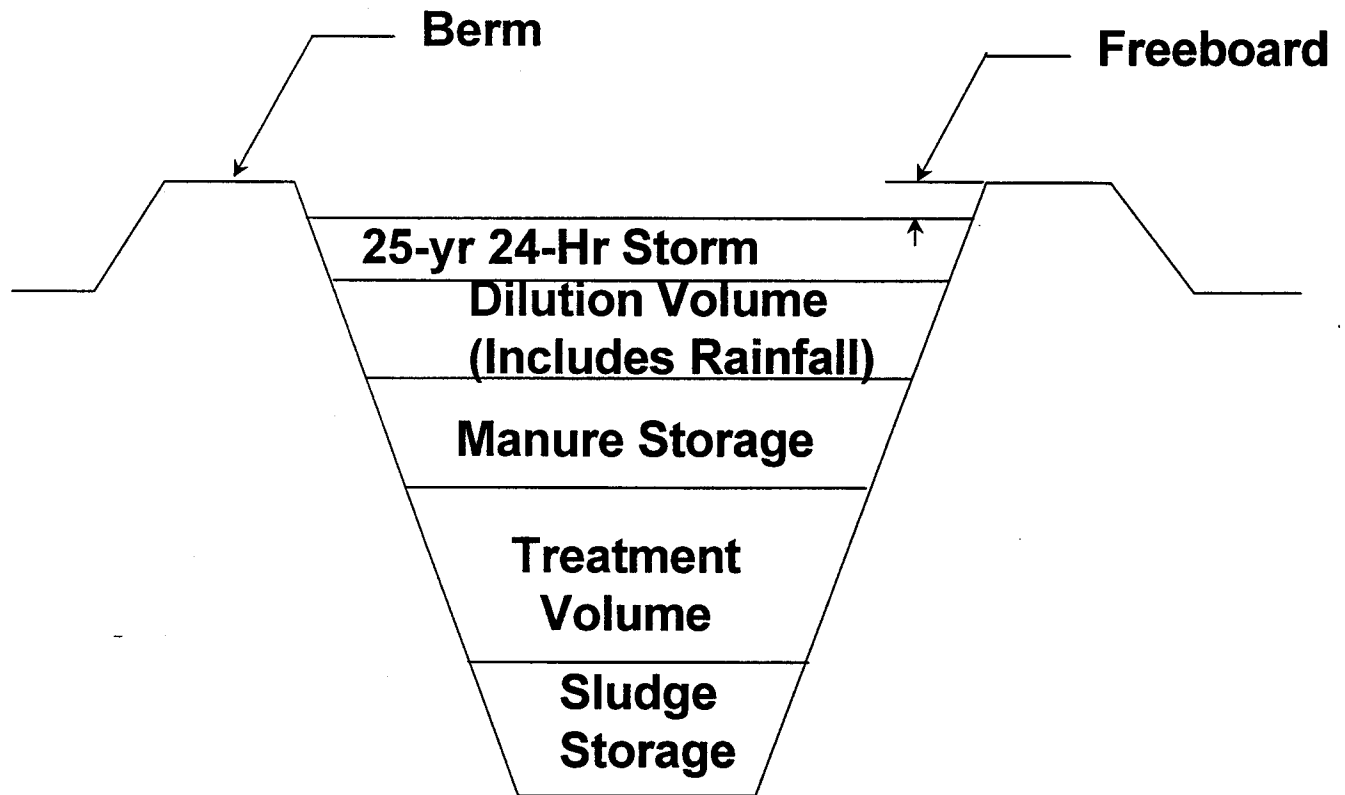 Berm
Freeboard
25-yr 24-Hr Storm
Dilution Volume
(Includes Rainfall)
Manure Storage
Treatment
Volume
Sludge
Storage